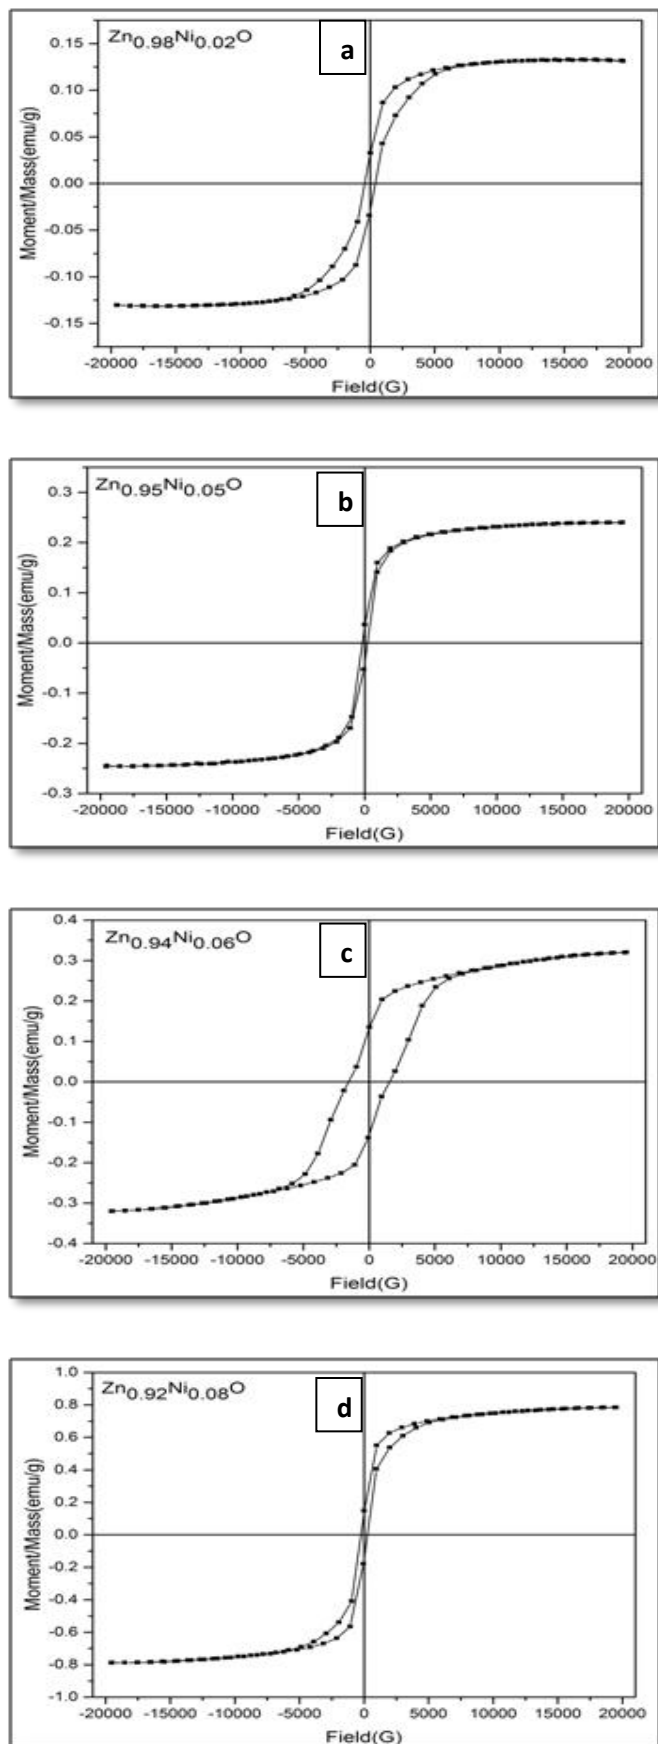 Zn0.98Ni0.02O
a
0.15
0.10
0.05
0.00
-0.05
-0.10
-0.15
Moment/Mass(emu/g)
-20000 -15000 -10000 -5000 0 5000 10000 15000 20000
Field(G)
Zn0.95Ni0.05O
b
0.3
0.2
0.1
0.0
-0.1
-0.2
-0.3
Moment/Mass(emu/g)
-20000 -15000 -10000 -5000 0 5000 10000 15000 20000
Field(G)
Zn0.94Ni0.06O
c
0.4
0.3
0.2
0.1
0.0
-0.1
-0.2
-0.3
-0.4
Moment/Mass(emu/g)
-20000 -15000 -10000 -5000 0 5000 10000 15000 20000
Field(G)
Zn0.92Ni0.08O
d
1.0
0.8
0.6
0.4
0.2
0.0
-0.2
-0.4
-0.6
-0.8
-1.0
Moment/Mass(emu/g)
-20000 -15000 -10000 -5000 0 5000 10000 15000 20000
Field(G)